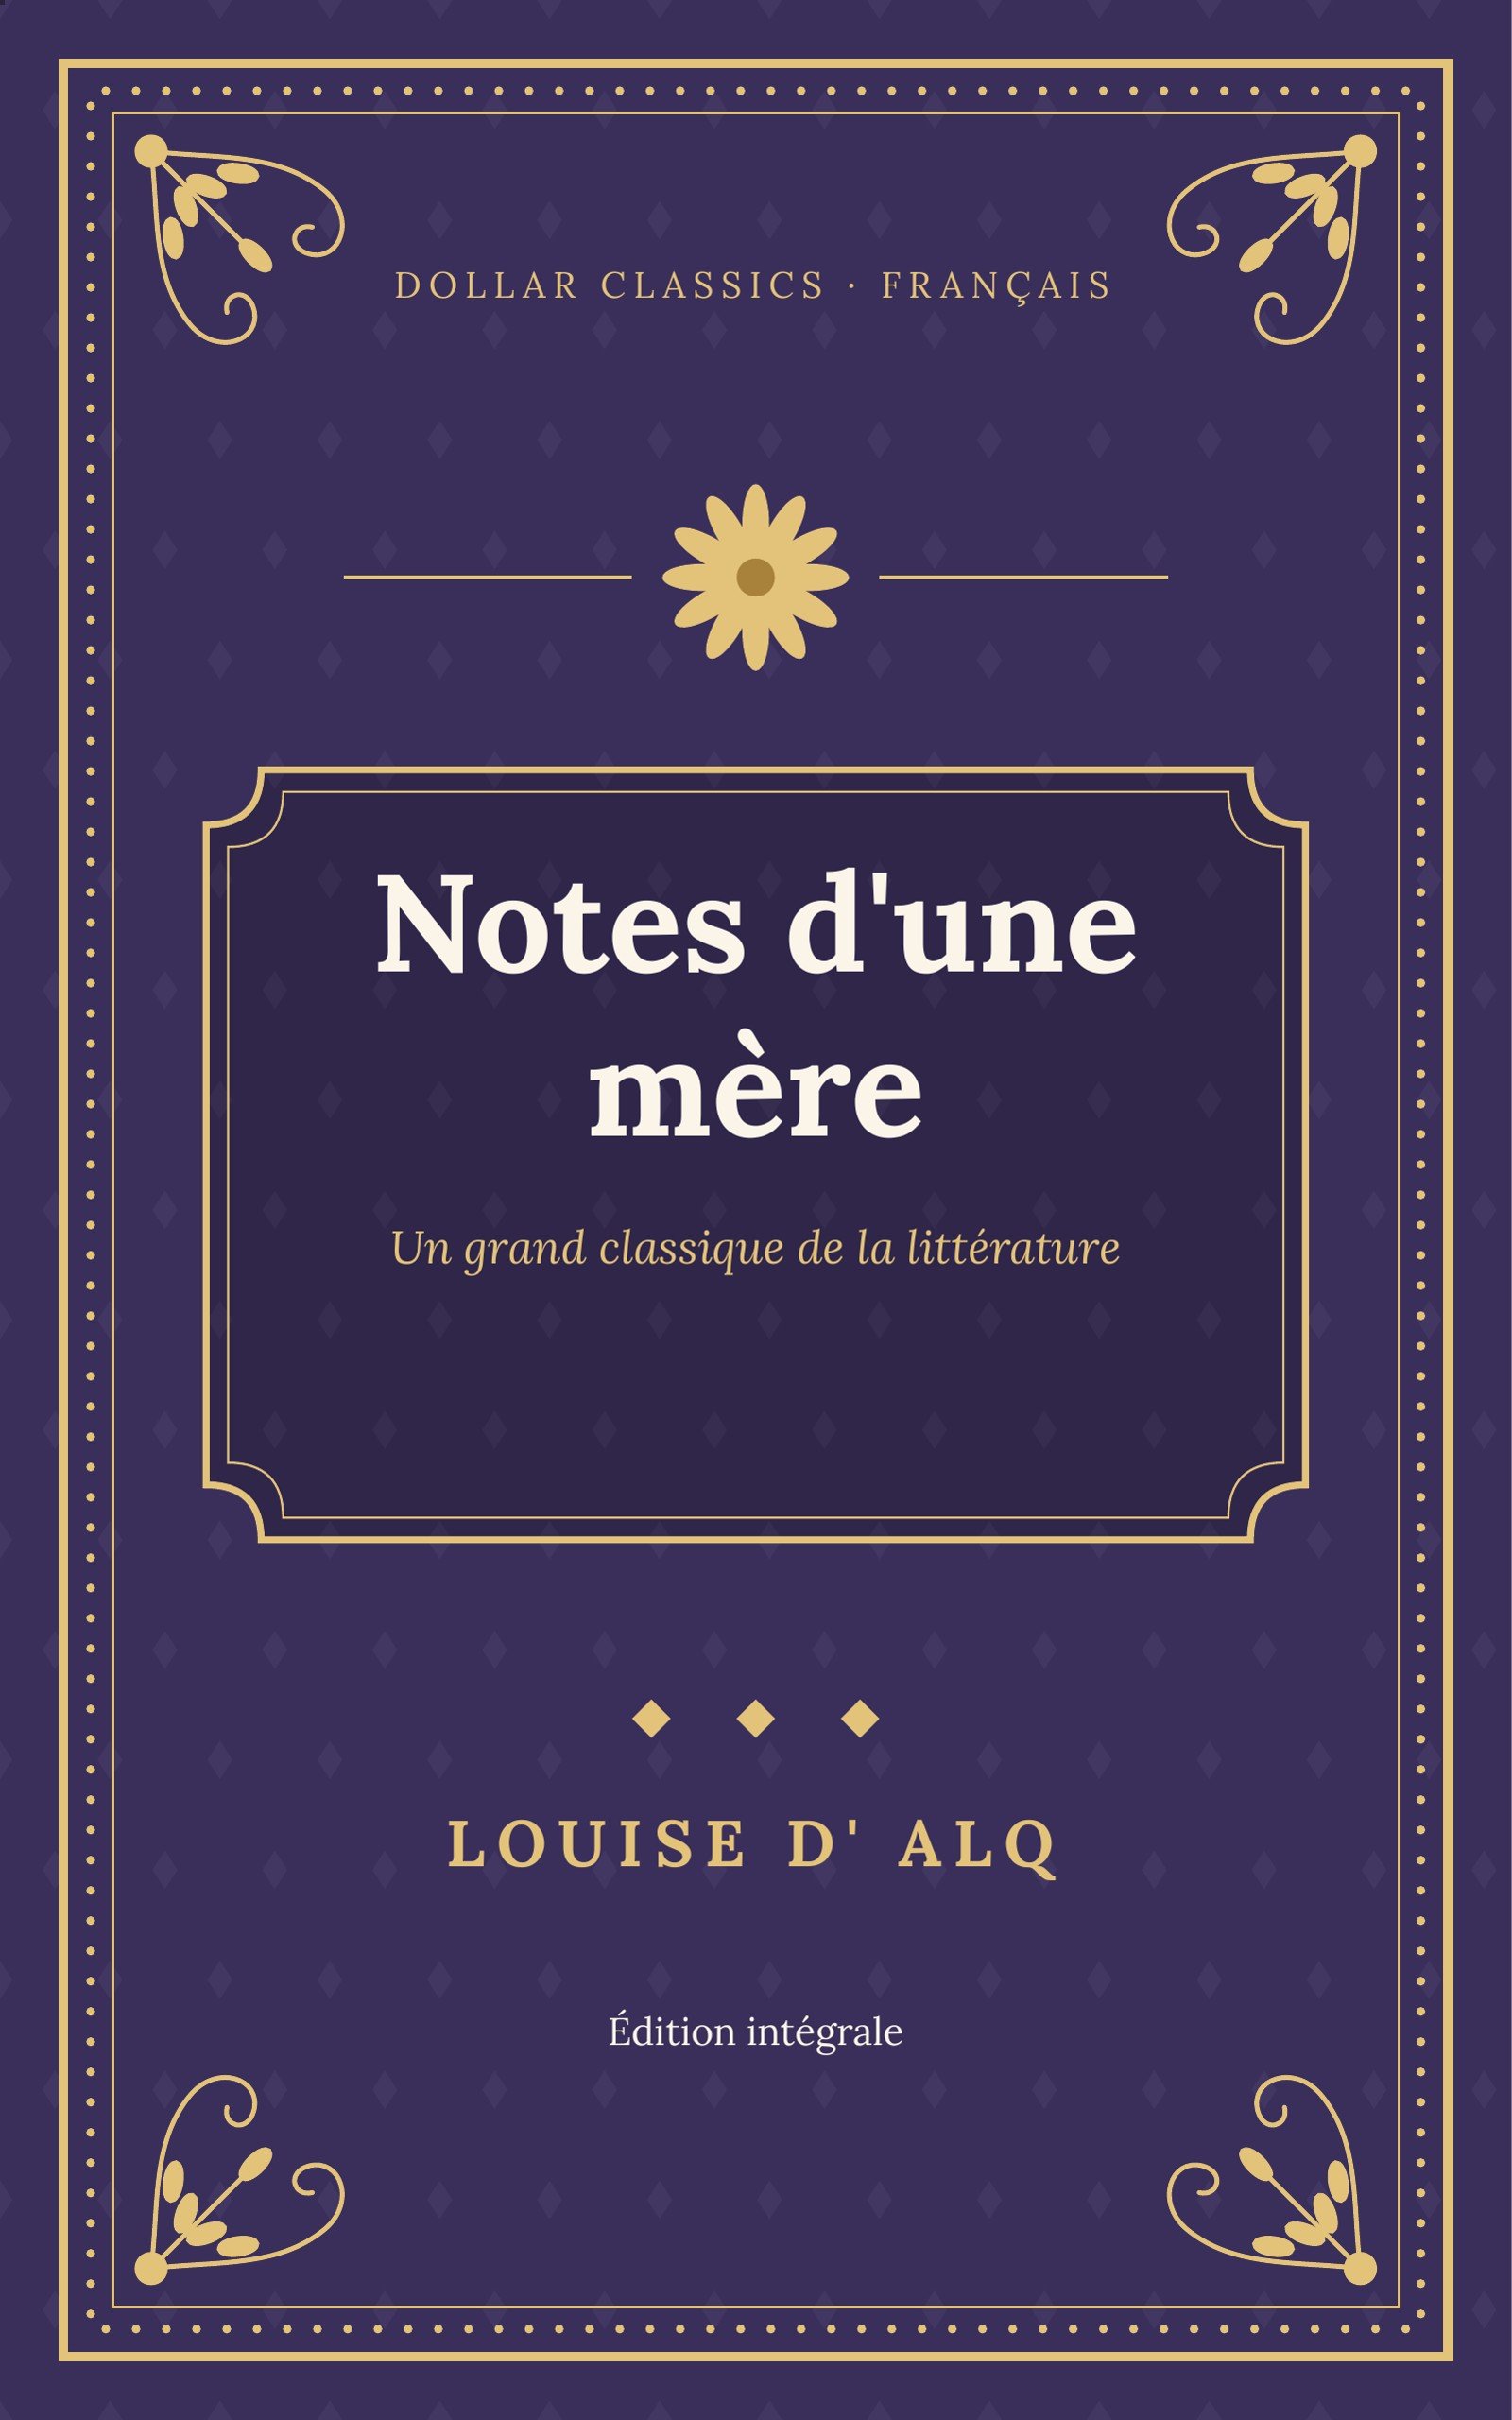 DOLLAR CLASSICS · FRANÇAIS
Notes d'une
mère
Un grand classique de la littérature
LOUISE D' ALQ
Édition intégrale